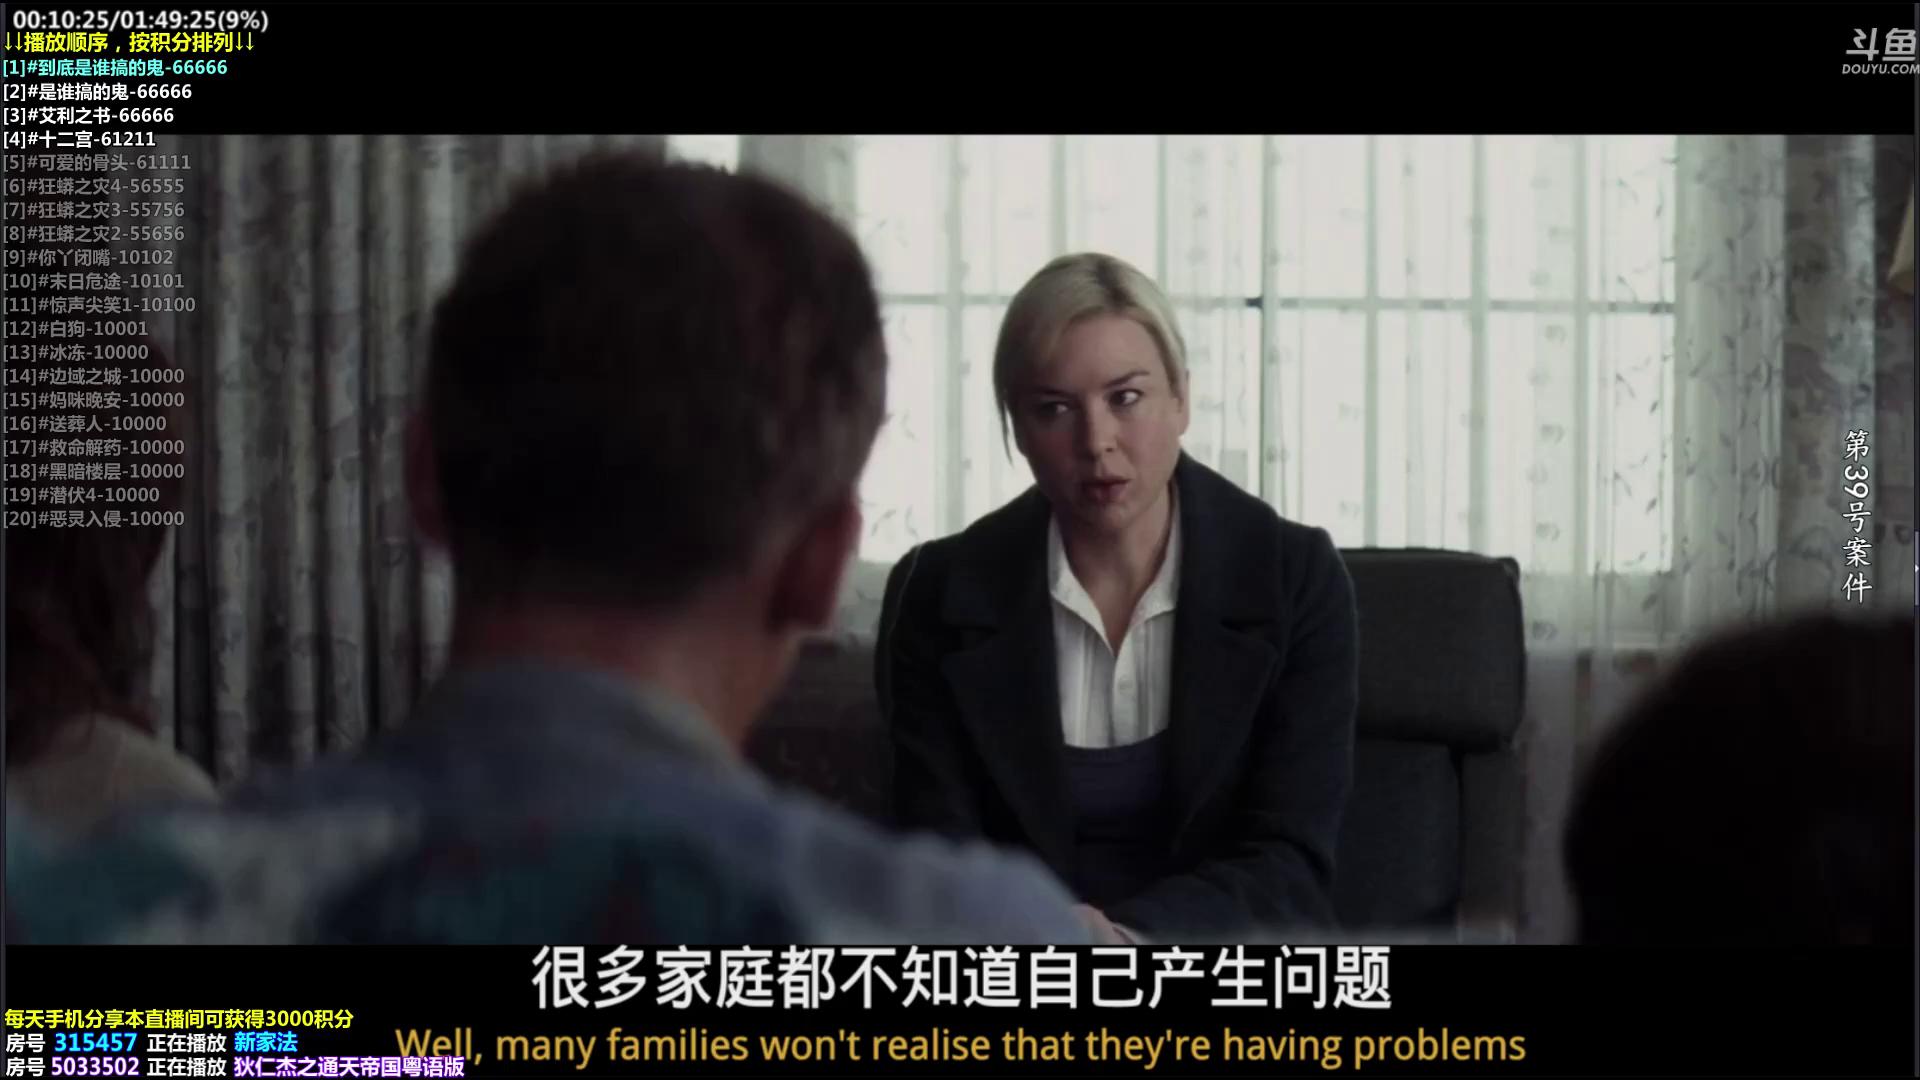 00:10:25/01:49:25(9%)
↓↓播放顺序，按积分排列↓↓
[1]#到底是谁搞的鬼-66666
[2]#是谁搞的鬼-66666
[3]#艾利之书-66666
[4]#十二宫-61211
[5]#可爱的骨头-61111
[6]#狂蟒之灾4-56555
[7]#狂蟒之灾3-55756
[8]#狂蟒之灾2-55656
[9]#你丫闭嘴-10102
[10]#末日危途-10101
[11]#惊声尖笑1-10100
[12]#白狗-10001
[13]#冰冻-10000
[14]#边域之城-10000
[15]#妈咪晚安-10000
[16]#送葬人-10000
[17]#救命解药-10000
[18]#黑暗楼层-10000
[19]#潜伏4-10000
[20]#恶灵入侵-10000
斗鱼
DOUYU.COM
第39号案件
很多家庭都不知道自己产生问题
Well, many families won't realise that they're having problems
每天手机分享本直播间可获得3000积分
房号 315457 正在播放 新家法
房号 5033502 正在播放 狄仁杰之通天帝国粤语版